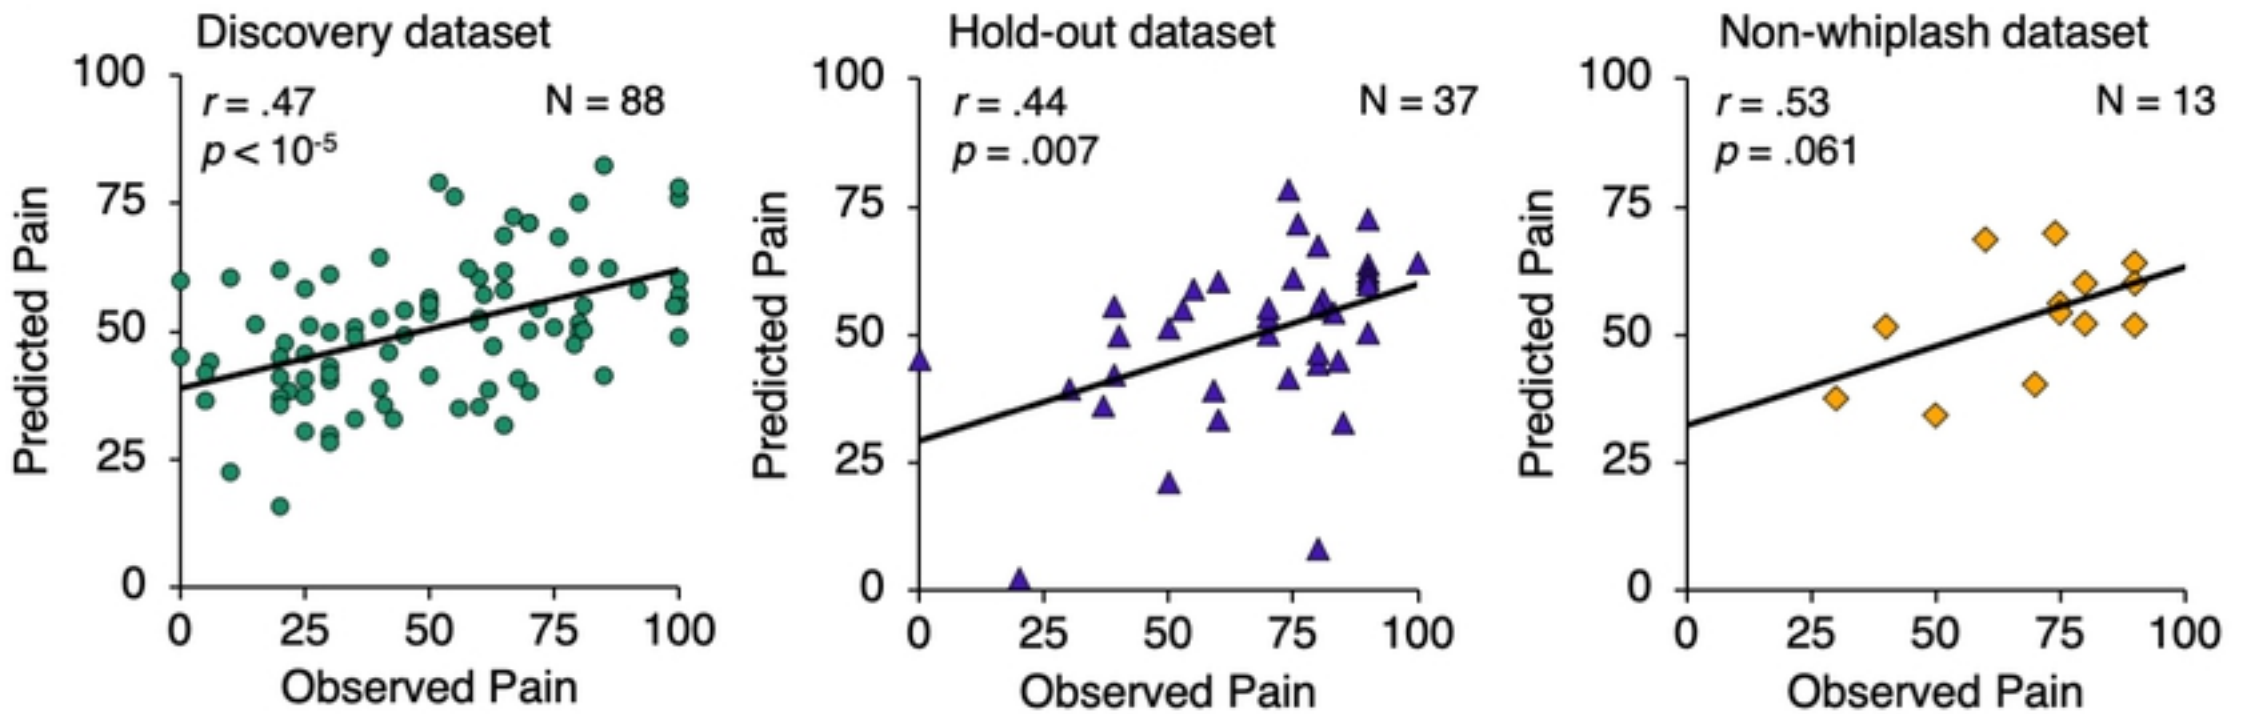 Discovery dataset
r = .47
N = 88
p < 10-5
100
75
50
25
0
Predicted Pain
0 25 50 75 100
Observed Pain
Hold-out dataset
r = .44
N = 37
p = .007
100
75
50
25
0
Predicted Pain
0 25 50 75 100
Observed Pain
Non-whiplash dataset
r = .53
N = 13
p = .061
100
75
50
25
0
Predicted Pain
0 25 50 75 100
Observed Pain